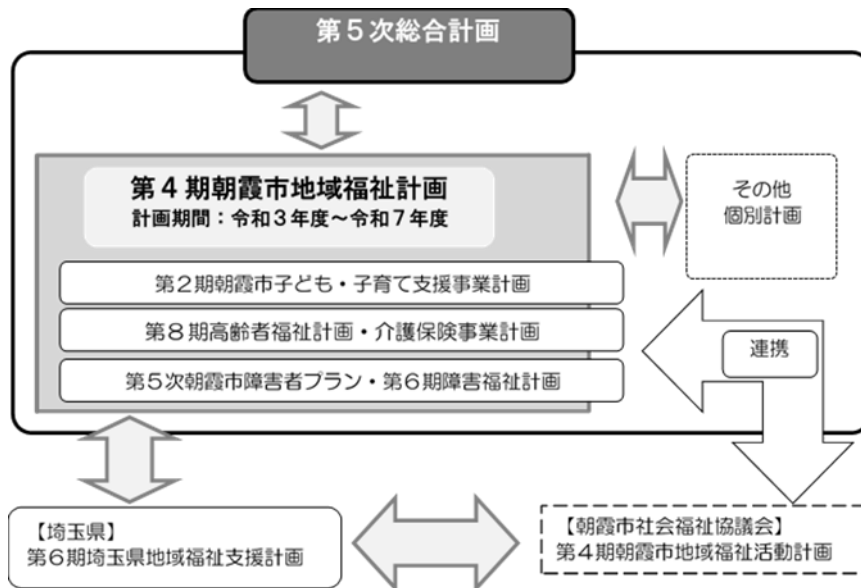 第5次総合計画
第4期朝霞市地域福祉計画
計画期間：令和3年度～令和7年度
その他
個別計画
第2期朝霞市子ども・子育て支援事業計画
第8期高齢者福祉計画・介護保険事業計画
第5次朝霞市障害者プラン・第6期障害福祉計画
連携
【埼玉県】
第6期埼玉県地域福祉支援計画
【朝霞市社会福祉協議会】
第4期朝霞市地域福祉活動計画